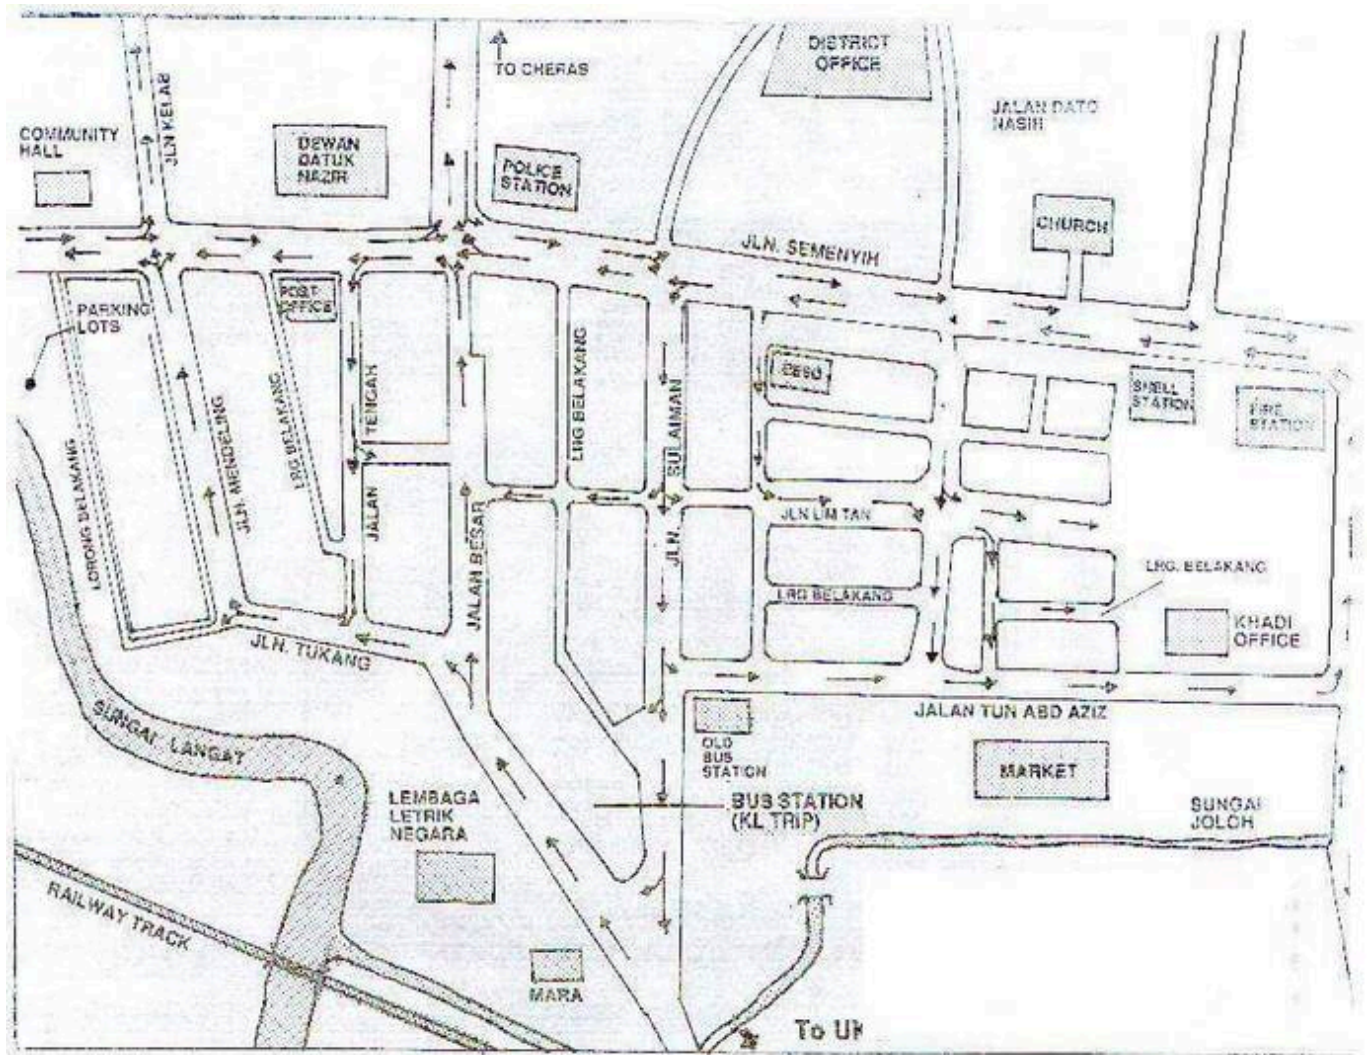 TO CHERAS
DISTRICT
OFFICE
JALAN DATO
NASIR
COMMUNITY
HALL
JLN KELAB
DEWAN
DATUK
NAZIR
POLICE
STATION
CHURCH
JLN. SEMENYIH
PARKING
LOTS
POST
OFFICE
SHELL
STATION
FIRE
STATION
LORONG BELAKANG
JLN. MENDELING
LRG BELAKANG
JALAN TENGAH
JALAN BESAR
LRG BELAKANG
JLN. SULAIMAN
JLN LIM TAN
LRG BELAKANG
LRG. BELAKANG
KHADI
OFFICE
JLN. TUKANG
JALAN TUN ABD AZIZ
SUNGAI LANGAT
OLD
BUS
STATION
MARKET
LEMBAGA
LETRIK
NEGARA
BUS STATION
(KL TRIP)
SUNGAI
JOLOH
RAILWAY TRACK
MARA